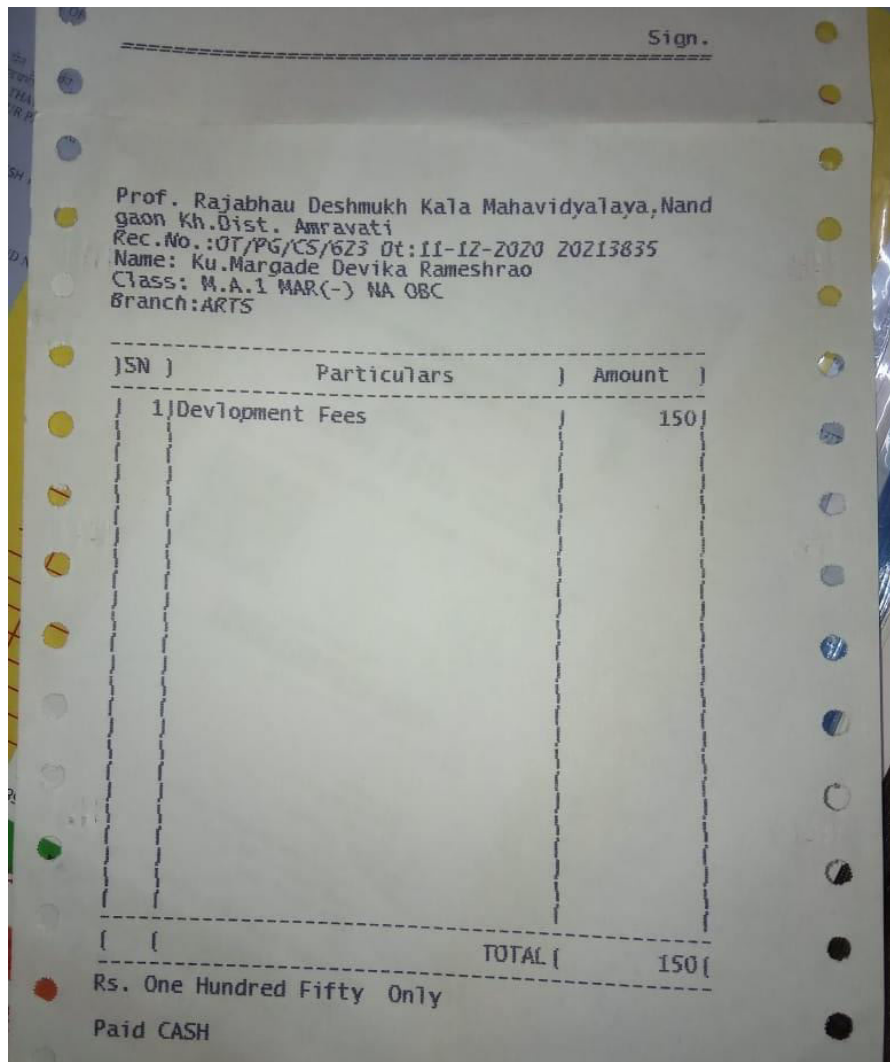 Sign.
Prof. Rajabhau Deshmukh Kala Mahavidyalaya,Nand
gaon Kh.Dist. Amravati
Rec.No.:OT/PG/CS/623 Dt:11-12-2020 20213835
Name: Ku.Margade Devika Rameshrao
Class: M.A.1 MAR(-) NA OBC
Branch:ARTS
SN Particulars Amount
1 Devlopment Fees 150
TOTAL 150
Rs. One Hundred Fifty Only
Paid CASH